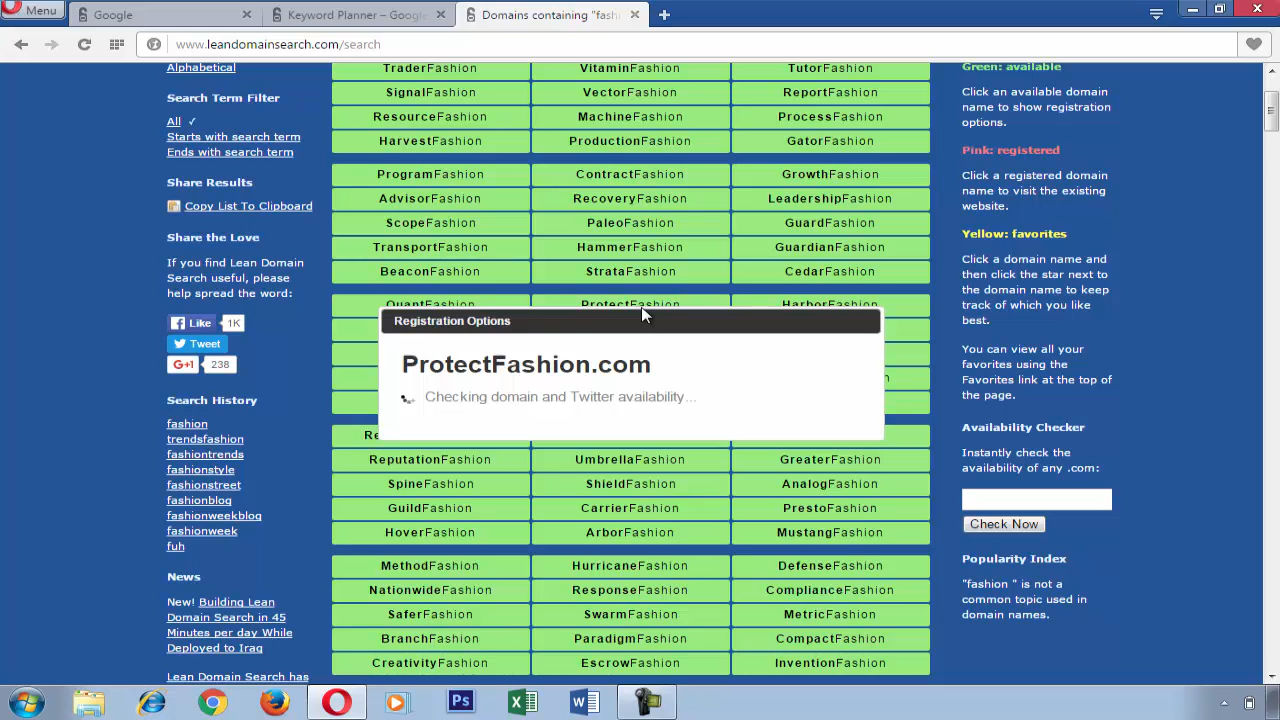 Menu
Google
Keyword Planner – Google
Domains containing "fash
www.leandomainsearch.com/search
Alphabetical
Search Term Filter
All ✓
Starts with search term
Ends with search term
Share Results
Copy List To Clipboard
Share the Love
If you find Lean Domain
Search useful, please
help spread the word:
Like 1K
Tweet
G+1 238
Search History
fashion
trendsfashion
fashiontrends
fashionstyle
fashionstreet
fashionblog
fashionweekblog
fashionweek
fuh
News
New! Building Lean
Domain Search in 45
Minutes per day While
Deployed to Iraq
Lean Domain Search has
TraderFashion VitaminFashion TutorFashion
SignalFashion VectorFashion ReportFashion
ResourceFashion MachineFashion ProcessFashion
HarvestFashion ProductionFashion GatorFashion
ProgramFashion ContractFashion GrowthFashion
AdvisorFashion RecoveryFashion LeadershipFashion
ScopeFashion PaleoFashion GuardFashion
TransportFashion HammerFashion GuardianFashion
BeaconFashion StrataFashion CedarFashion
QuantFashion ProtectFashion HarborFashion
Registration Options
ProtectFashion.com
Checking domain and Twitter availability...
Re
ReputationFashion UmbrellaFashion GreaterFashion
SpineFashion ShieldFashion AnalogFashion
GuildFashion CarrierFashion PrestoFashion
HoverFashion ArborFashion MustangFashion
MethodFashion HurricaneFashion DefenseFashion
NationwideFashion ResponseFashion ComplianceFashion
SaferFashion SwarmFashion MetricFashion
BranchFashion ParadigmFashion CompactFashion
CreativityFashion EscrowFashion InventionFashion
Green: available
Click an available domain
name to show registration
options.
Pink: registered
Click a registered domain
name to visit the existing
website.
Yellow: favorites
Click a domain name and
then click the star next to
the domain name to keep
track of which you like
best.
You can view all your
favorites using the
Favorites link at the top of
the page.
Availability Checker
Instantly check the
availability of any .com:
Check Now
Popularity Index
"fashion " is not a
common topic used in
domain names.
Ps